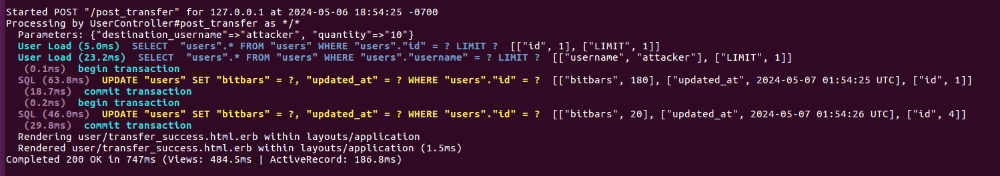 Started POST "/post_transfer" for 127.0.0.1 at 2024-05-06 18:54:25 -0700
Processing by UserController#post_transfer as */*
  Parameters: {"destination_username"=>"attacker", "quantity"=>"10"}
  User Load (5.0ms)  SELECT  "users".* FROM "users" WHERE "users"."id" = ? LIMIT ?  [["id", 1], ["LIMIT", 1]]
  User Load (23.2ms)  SELECT  "users".* FROM "users" WHERE "users"."username" = ? LIMIT ?  [["username", "attacker"], ["LIMIT", 1]]
   (0.1ms)  begin transaction
  SQL (63.8ms)  UPDATE "users" SET "bitbars" = ?, "updated_at" = ? WHERE "users"."id" = ?  [["bitbars", 180], ["updated_at", 2024-05-07 01:54:25 UTC], ["id", 1]]
   (18.7ms)  commit transaction
   (0.2ms)  begin transaction
  SQL (46.0ms)  UPDATE "users" SET "bitbars" = ?, "updated_at" = ? WHERE "users"."id" = ?  [["bitbars", 20], ["updated_at", 2024-05-07 01:54:26 UTC], ["id", 4]]
   (29.8ms)  commit transaction
  Rendering user/transfer_success.html.erb within layouts/application
  Rendered user/transfer_success.html.erb within layouts/application (1.5ms)
Completed 200 OK in 747ms (Views: 484.5ms | ActiveRecord: 186.8ms)